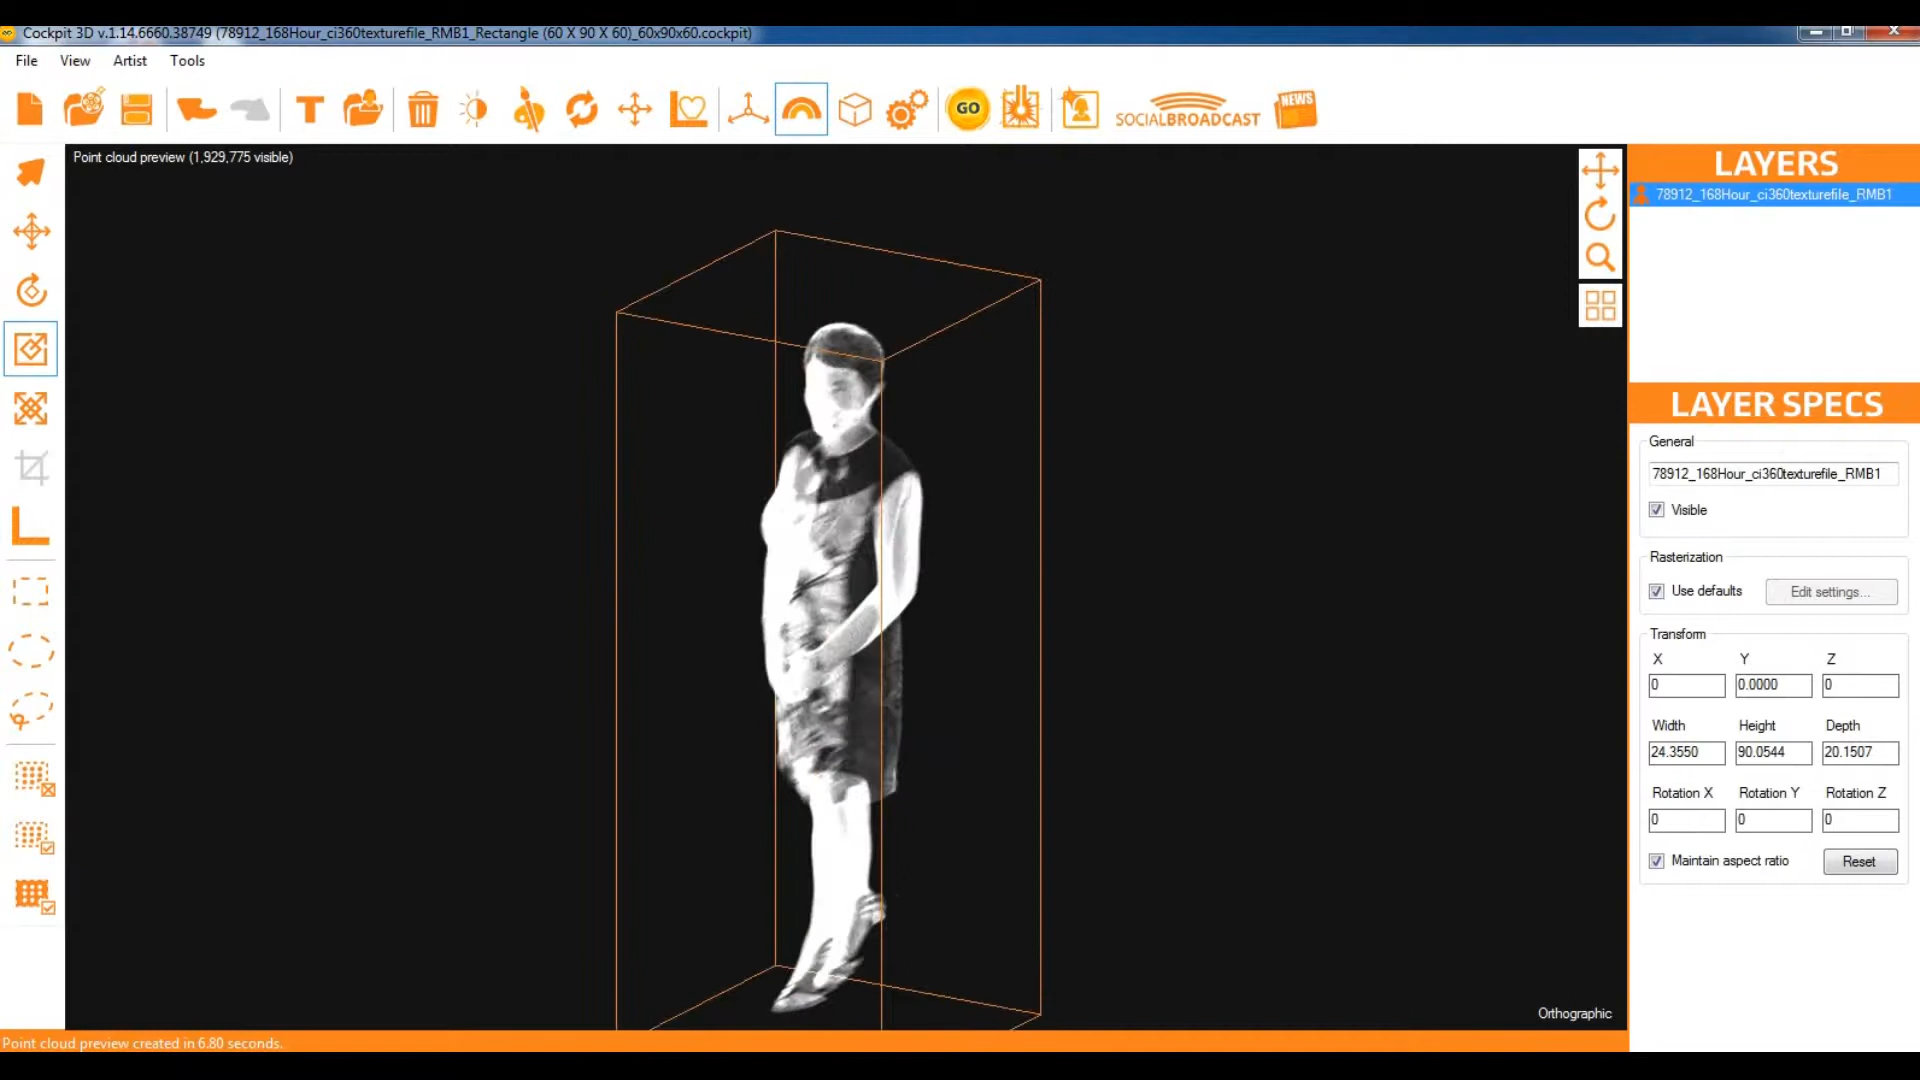 Cockpit 3D v.1.14.6660.38749 (78912_168Hour_ci360texturefile_RMB1_Rectangle (60 X 90 X 60)_60x90x60.cockpit)
File View Artist Tools
T GO SOCIALBROADCAST NEWS
Point cloud preview (1,929,775 visible)
LAYERS
78912_168Hour_ci360texturefile_RMB1
LAYER SPECS
General
78912_168Hour_ci360texturefile_RMB1
Visible
Rasterization
Use defaults Edit settings...
Transform
X Y Z
0 0.0000 0
Width Height Depth
24.3550 90.0544 20.1507
Rotation X Rotation Y Rotation Z
0 0 0
Maintain aspect ratio Reset
Orthographic
Point cloud preview created in 6.80 seconds.